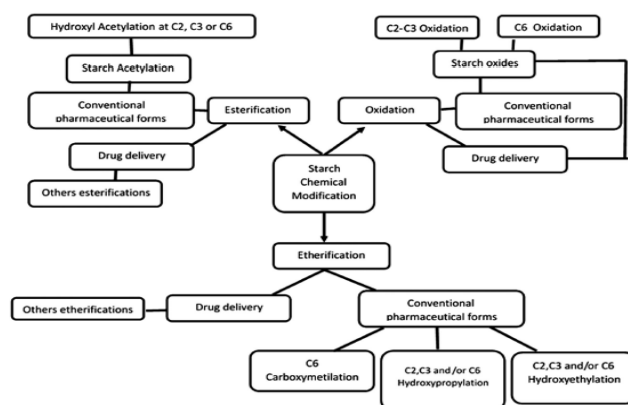 Hydroxyl Acetylation at C2, C3 or C6
C2-C3 Oxidation
C6 Oxidation
Starch Acetylation
Starch oxides
Conventional
pharmaceutical forms
Esterification
Oxidation
Conventional
pharmaceutical forms
Drug delivery
Drug delivery
Others esterifications
Starch
Chemical
Modification
Etherification
Others etherifications
Drug delivery
Conventional
pharmaceutical forms
C6
Carboxymetilation
C2,C3 and/or C6
Hydroxypropylation
C2,C3 and/or C6
Hydroxyethylation